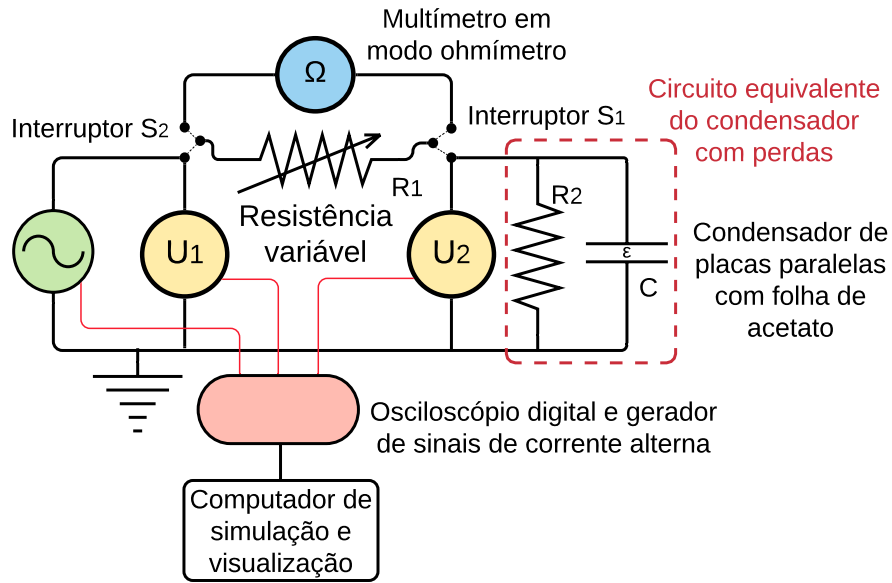 Multímetro em
modo ohmímetro
Ω
Interruptor S2
Interruptor S1
Circuito equivalente
do condensador
com perdas
R1
R2
Resistência
variável
U1
U2
ε
C
Condensador de
placas paralelas
com folha de
acetato
Osciloscópio digital e gerador
de sinais de corrente alterna
Computador de
simulação e
visualização